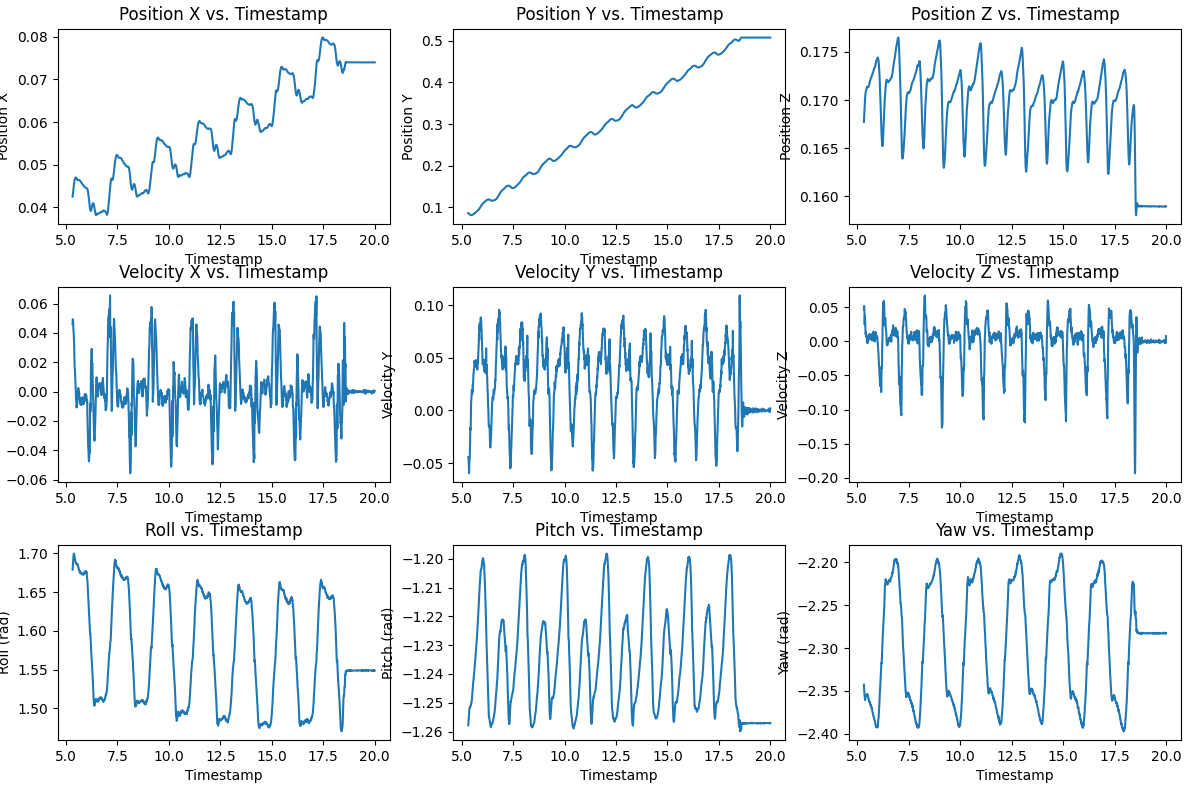 Position X vs. Timestamp
Position X
0.08
0.07
0.06
0.05
0.04
5.0 7.5 10.0 12.5 15.0 17.5 20.0
Timestamp
Position Y vs. Timestamp
Position Y
0.5
0.4
0.3
0.2
0.1
5.0 7.5 10.0 12.5 15.0 17.5 20.0
Timestamp
Position Z vs. Timestamp
Position Z
0.175
0.170
0.165
0.160
5.0 7.5 10.0 12.5 15.0 17.5 20.0
Timestamp
Velocity X vs. Timestamp
0.06
0.04
0.02
0.00
−0.02
−0.04
−0.06
5.0 7.5 10.0 12.5 15.0 17.5 20.0
Timestamp
Velocity Y vs. Timestamp
Velocity Y
0.10
0.05
0.00
−0.05
5.0 7.5 10.0 12.5 15.0 17.5 20.0
Timestamp
Velocity Z vs. Timestamp
Velocity Z
0.05
0.00
−0.05
−0.10
−0.15
−0.20
5.0 7.5 10.0 12.5 15.0 17.5 20.0
Timestamp
Roll vs. Timestamp
Roll (rad)
1.70
1.65
1.60
1.55
1.50
5.0 7.5 10.0 12.5 15.0 17.5 20.0
Timestamp
Pitch vs. Timestamp
Pitch (rad)
−1.20
−1.21
−1.22
−1.23
−1.24
−1.25
−1.26
5.0 7.5 10.0 12.5 15.0 17.5 20.0
Timestamp
Yaw vs. Timestamp
Yaw (rad)
−2.20
−2.25
−2.30
−2.35
−2.40
5.0 7.5 10.0 12.5 15.0 17.5 20.0
Timestamp